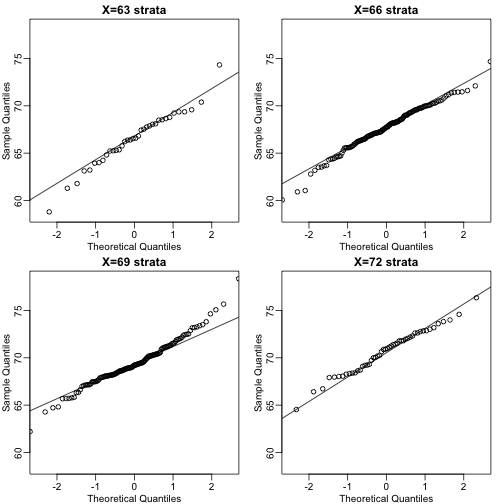 X=63 strata
Sample Quantiles
60 65 70 75
-2 -1 0 1 2
Theoretical Quantiles
X=66 strata
Sample Quantiles
60 65 70 75
-2 -1 0 1 2
Theoretical Quantiles
X=69 strata
Sample Quantiles
60 65 70 75
-2 -1 0 1 2
Theoretical Quantiles
X=72 strata
Sample Quantiles
60 65 70 75
-2 -1 0 1 2
Theoretical Quantiles